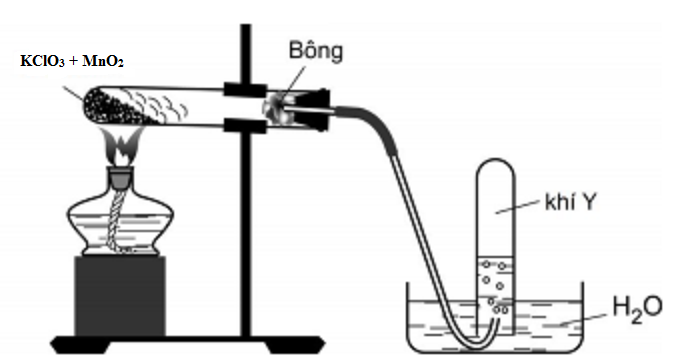 KClO₃ + MnO₂
Bông
khí Y
H₂O